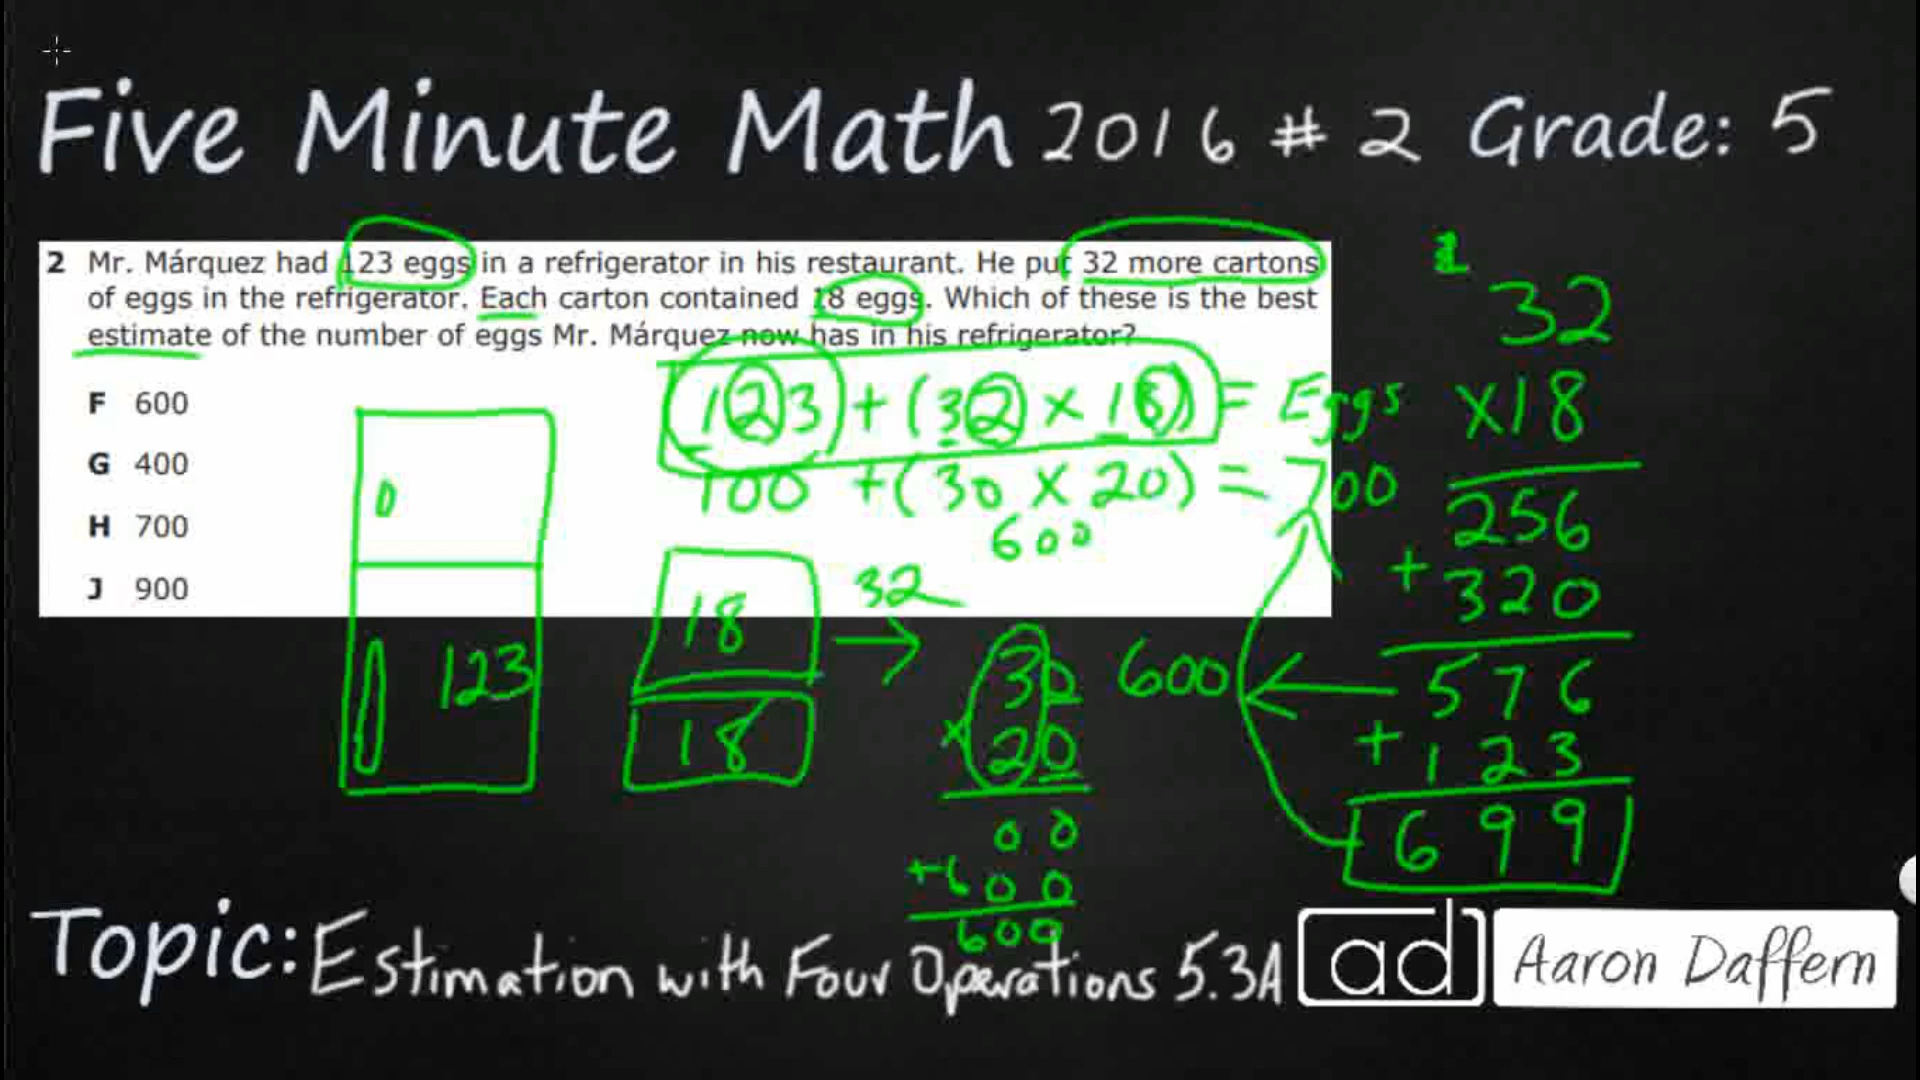 Five Minute Math 2016 # 2 Grade: 5
2 Mr. Márquez had 123 eggs in a refrigerator in his restaurant. He put 32 more cartons
of eggs in the refrigerator. Each carton contained 18 eggs. Which of these is the best
estimate of the number of eggs Mr. Márquez now has in his refrigerator?
F 600
G 400
H 700
J 900
123 + (32 x 18) = Eggs
100 + (30 x 20) = 700
600
0
123
18
18
32
30
x 20
00
+600
600
600
2
32
x18
256
+ 320
576
+ 123
699
Topic: Estimation with Four Operations 5.3A
ad Aaron Daffern